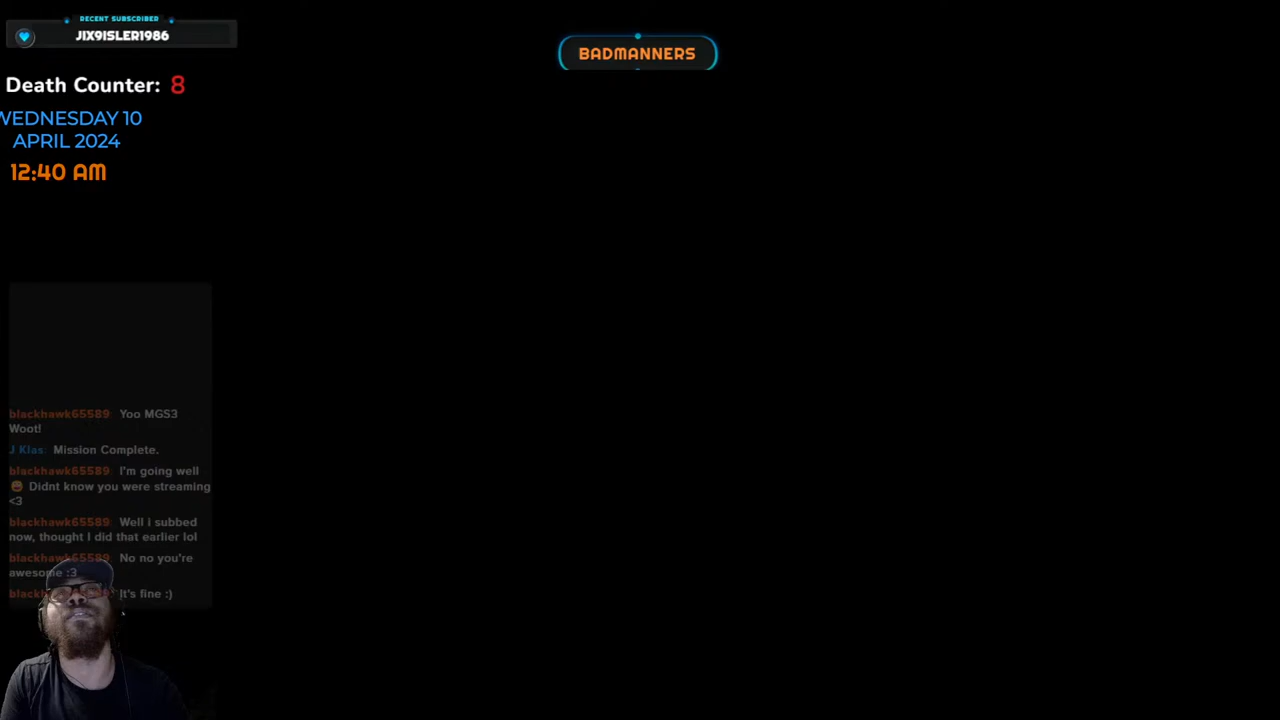 RECENT SUBSCRIBER
JIX9ISLER1986
BADMANNERS
Death Counter: 8
WEDNESDAY 10
APRIL 2024
12:40 AM
blackhawk65589: Yoo MGS3
Woot!
J Klas: Mission Complete.
blackhawk65589: I'm going well
Didnt know you were streaming
<3
blackhawk65589: Well i subbed
now, thought I did that earlier lol
blackhawk65589: No no you're
awesome :3
It's fine :)